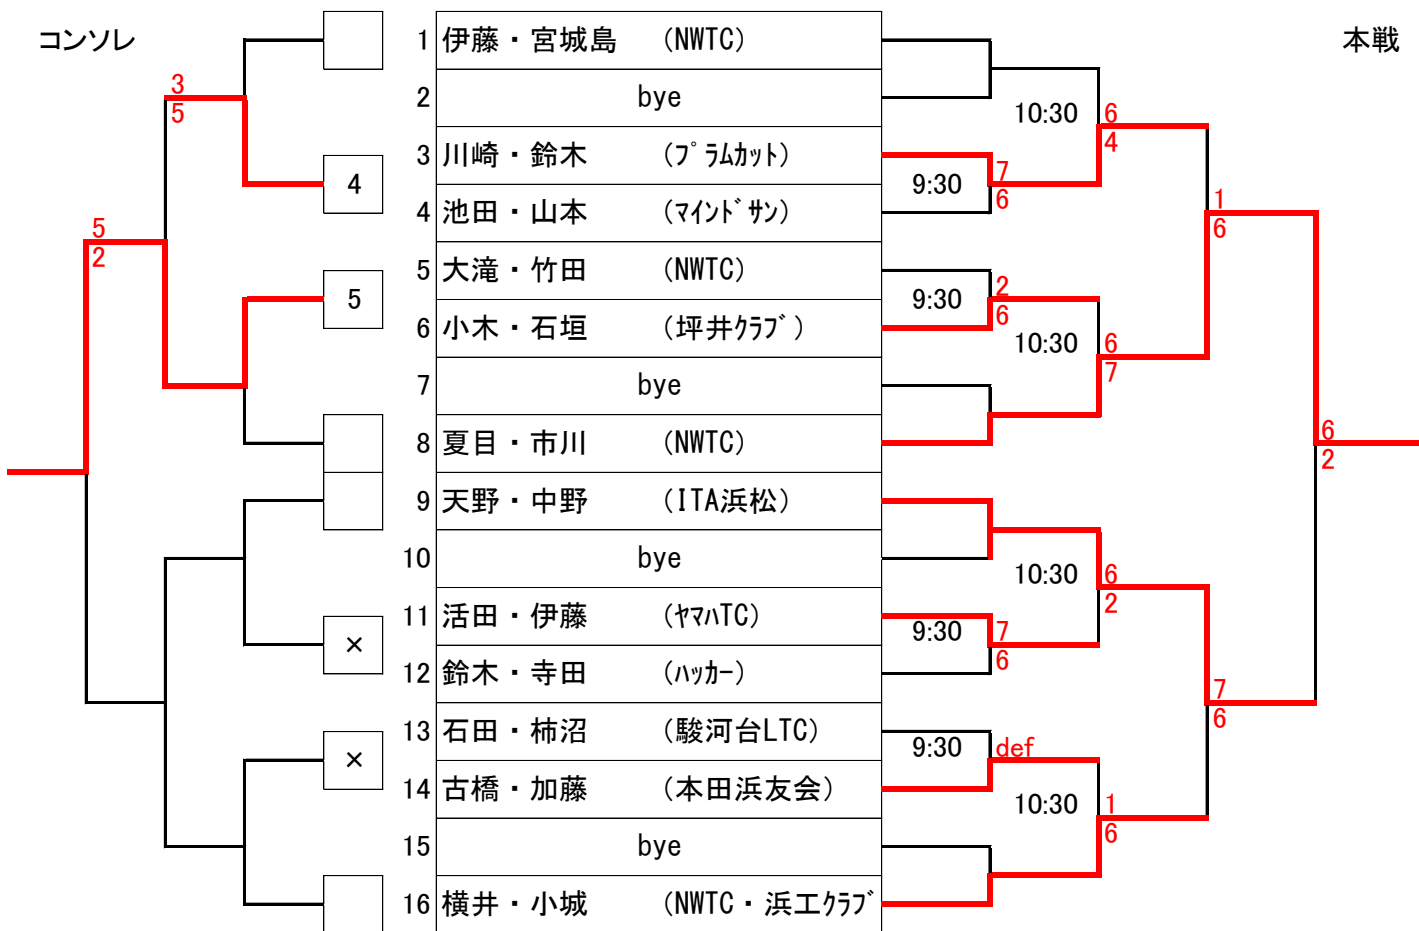 コンソレ
本戦
1 伊藤・宮城島 (NWTC)
2 bye
3
5
10:30
6
4
3 川崎・鈴木 (プラムカット)
7
6
9:30
4
4 池田・山本 (マインドサン)
1
6
5
2
5 大滝・竹田 (NWTC)
2
6
9:30
5
6 小木・石垣 (坪井クラブ)
10:30
6
7
7 bye
8 夏目・市川 (NWTC)
6
2
9 天野・中野 (ITA浜松)
10 bye
10:30
6
2
11 活田・伊藤 (ヤマハTC)
9:30
7
6
×
12 鈴木・寺田 (ハッカー)
7
6
13 石田・柿沼 (駿河台LTC)
9:30
def
×
14 古橋・加藤 (本田浜友会)
10:30
1
6
15 bye
16 横井・小城 (NWTC・浜工クラブ